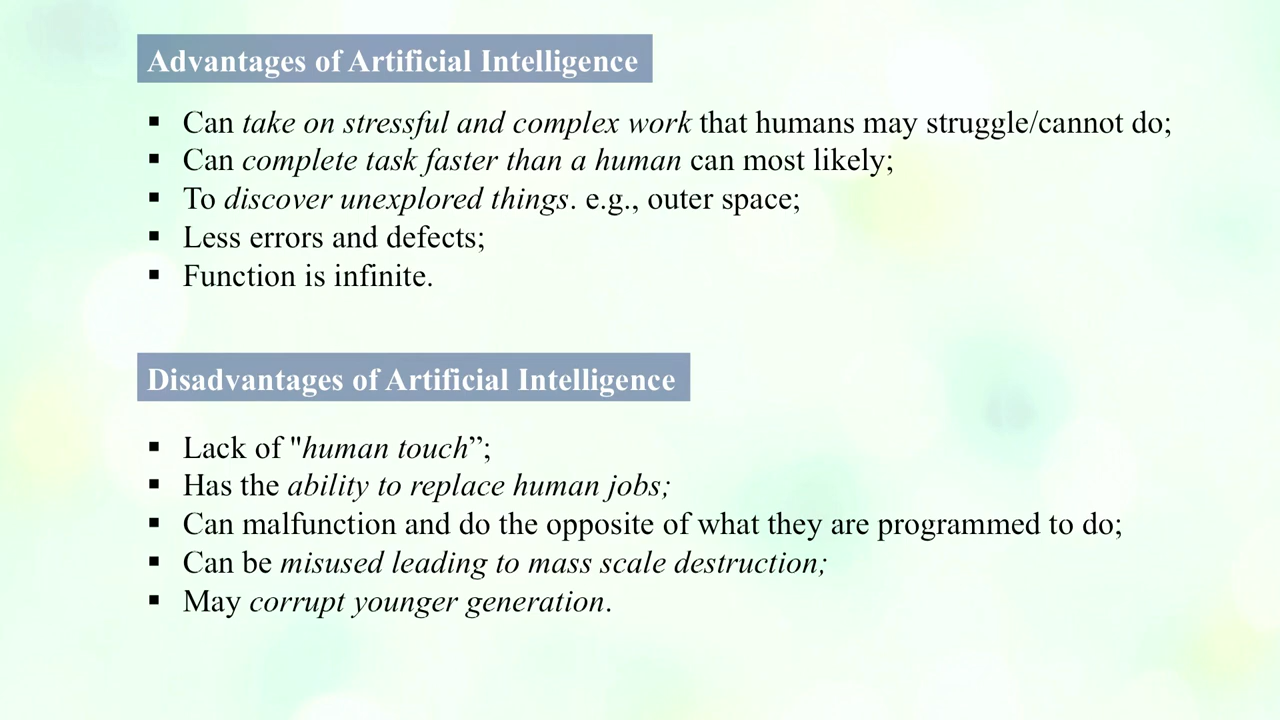 Advantages of Artificial Intelligence
▪ Can take on stressful and complex work that humans may struggle/cannot do;
▪ Can complete task faster than a human can most likely;
▪ To discover unexplored things. e.g., outer space;
▪ Less errors and defects;
▪ Function is infinite.
Disadvantages of Artificial Intelligence
▪ Lack of "human touch”;
▪ Has the ability to replace human jobs;
▪ Can malfunction and do the opposite of what they are programmed to do;
▪ Can be misused leading to mass scale destruction;
▪ May corrupt younger generation.